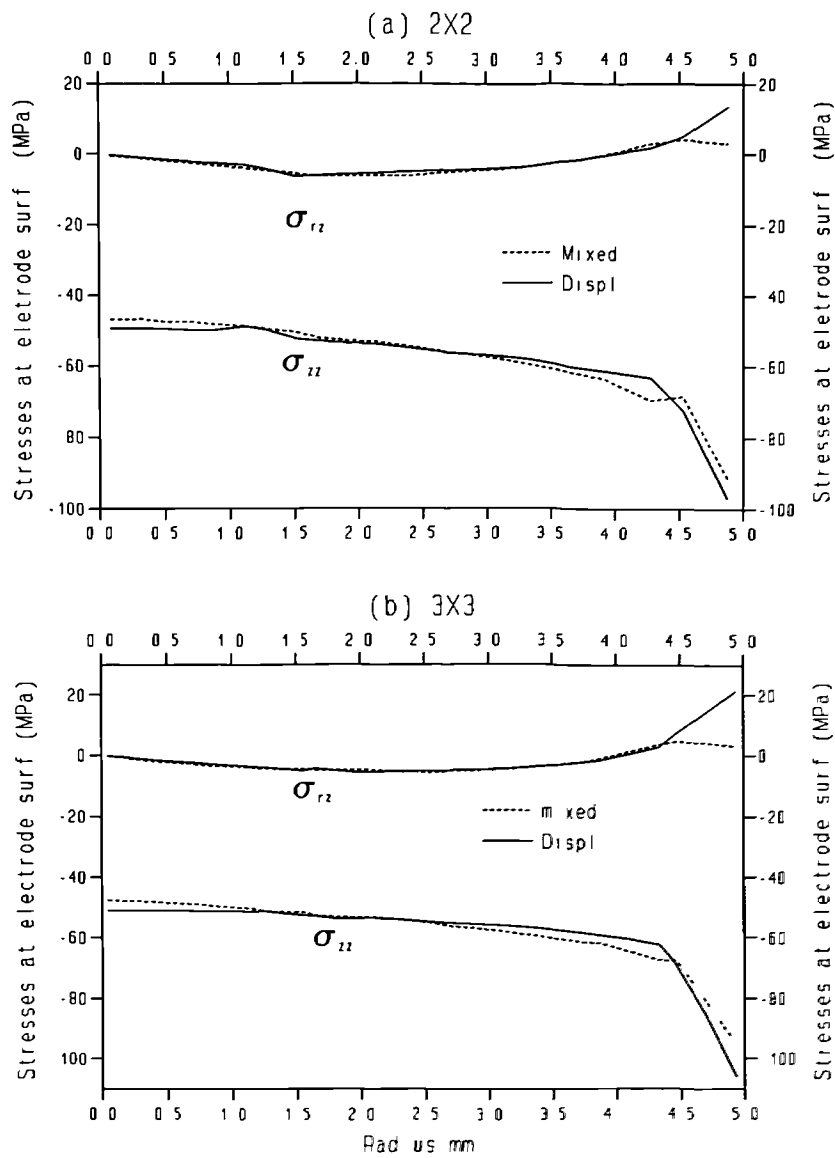 (a) 2X2
0 0 0 5 1 0 1 5 2 0 2 5 3 0 3 5 4 0 4 5 5 0
20 20
0 0
-20 -20
-40 -40
-60 -60
-80 -80
-100 -100
Stresses at eletrode surf (MPa)
σrz
Mixed
Displ
σzz
Stresses at eletrode surf (MPa)
0 0 0 5 1 0 1 5 2 0 2 5 3 0 3 5 4 0 4 5 5 0
(b) 3X3
0 0 0 5 1 0 1 5 2 0 2 5 3 0 3 5 4 0 4 5 5 0
20 20
0 0
-20 -20
-40 -40
-60 -60
-80 -80
100 100
Stresses at electrode surf (MPa)
σrz
m xed
Displ
σzz
Stresses at electrode surf (MPa)
0 0 0 5 1 0 1 5 2 0 2 5 3 0 3 5 4 0 4 5 5 0
Rad us mm